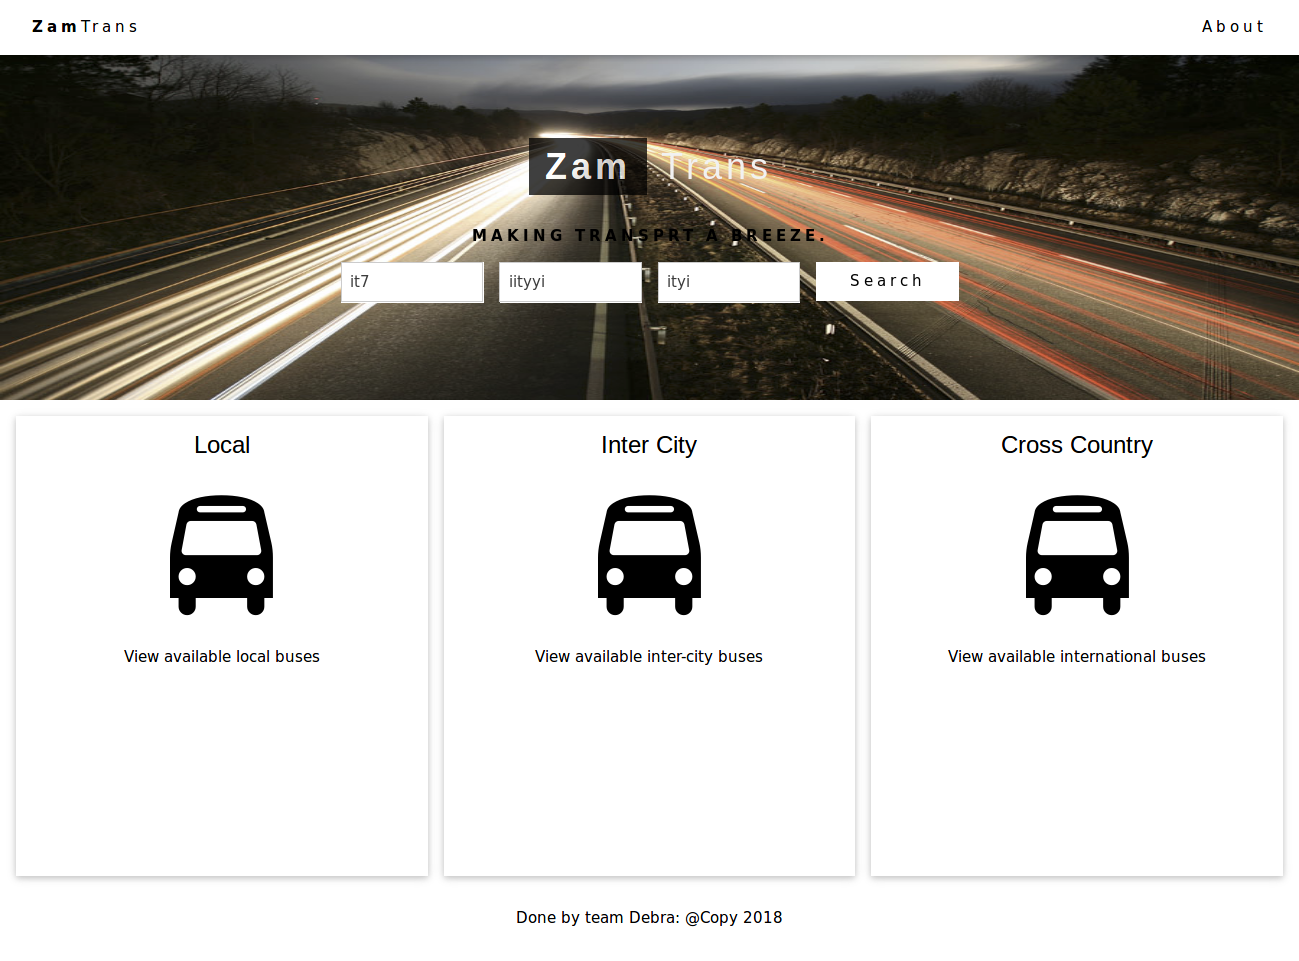 ZamTrans
About
Zam Trans
MAKING TRANSPRT A BREEZE.
it7
iityyi
ityi
Search
Local
Inter City
Cross Country
View available local buses
View available inter-city buses
View available international buses
Done by team Debra: @Copy 2018